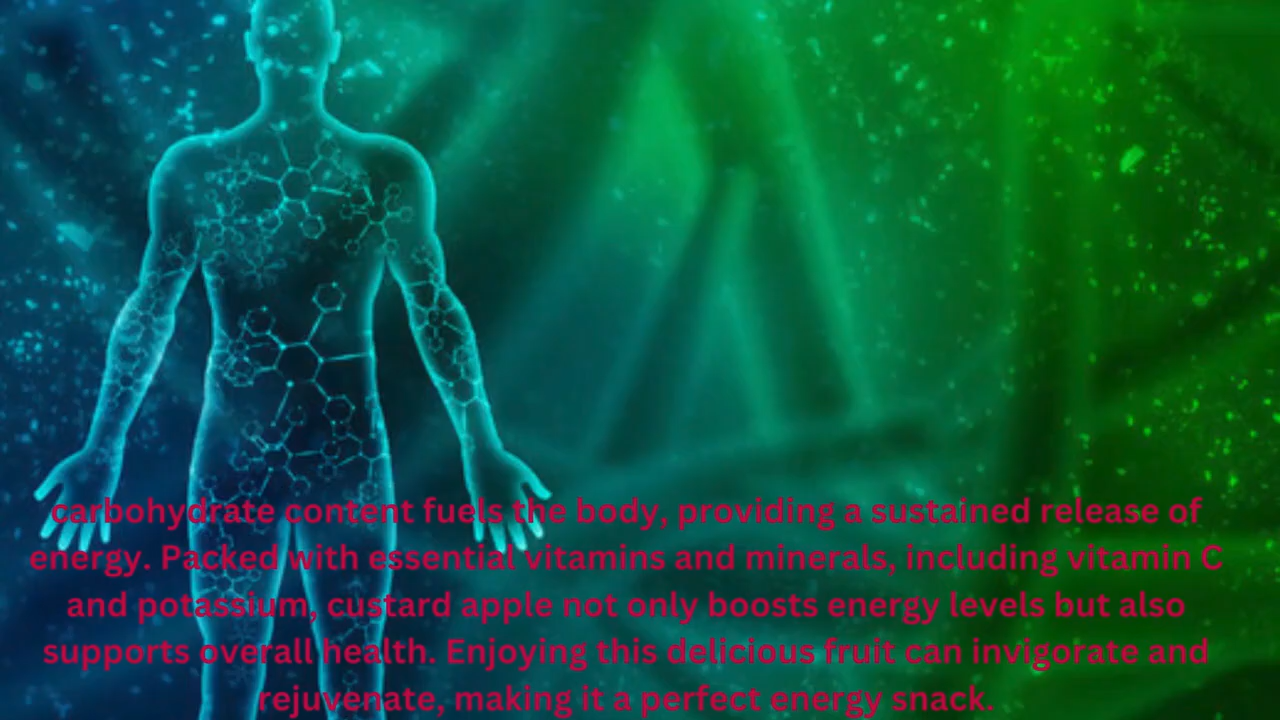 carbohydrate content fuels the body, providing a sustained release of
energy. Packed with essential vitamins and minerals, including vitamin C
and potassium, custard apple not only boosts energy levels but also
supports overall health. Enjoying this delicious fruit can invigorate and
rejuvenate, making it a perfect energy snack.